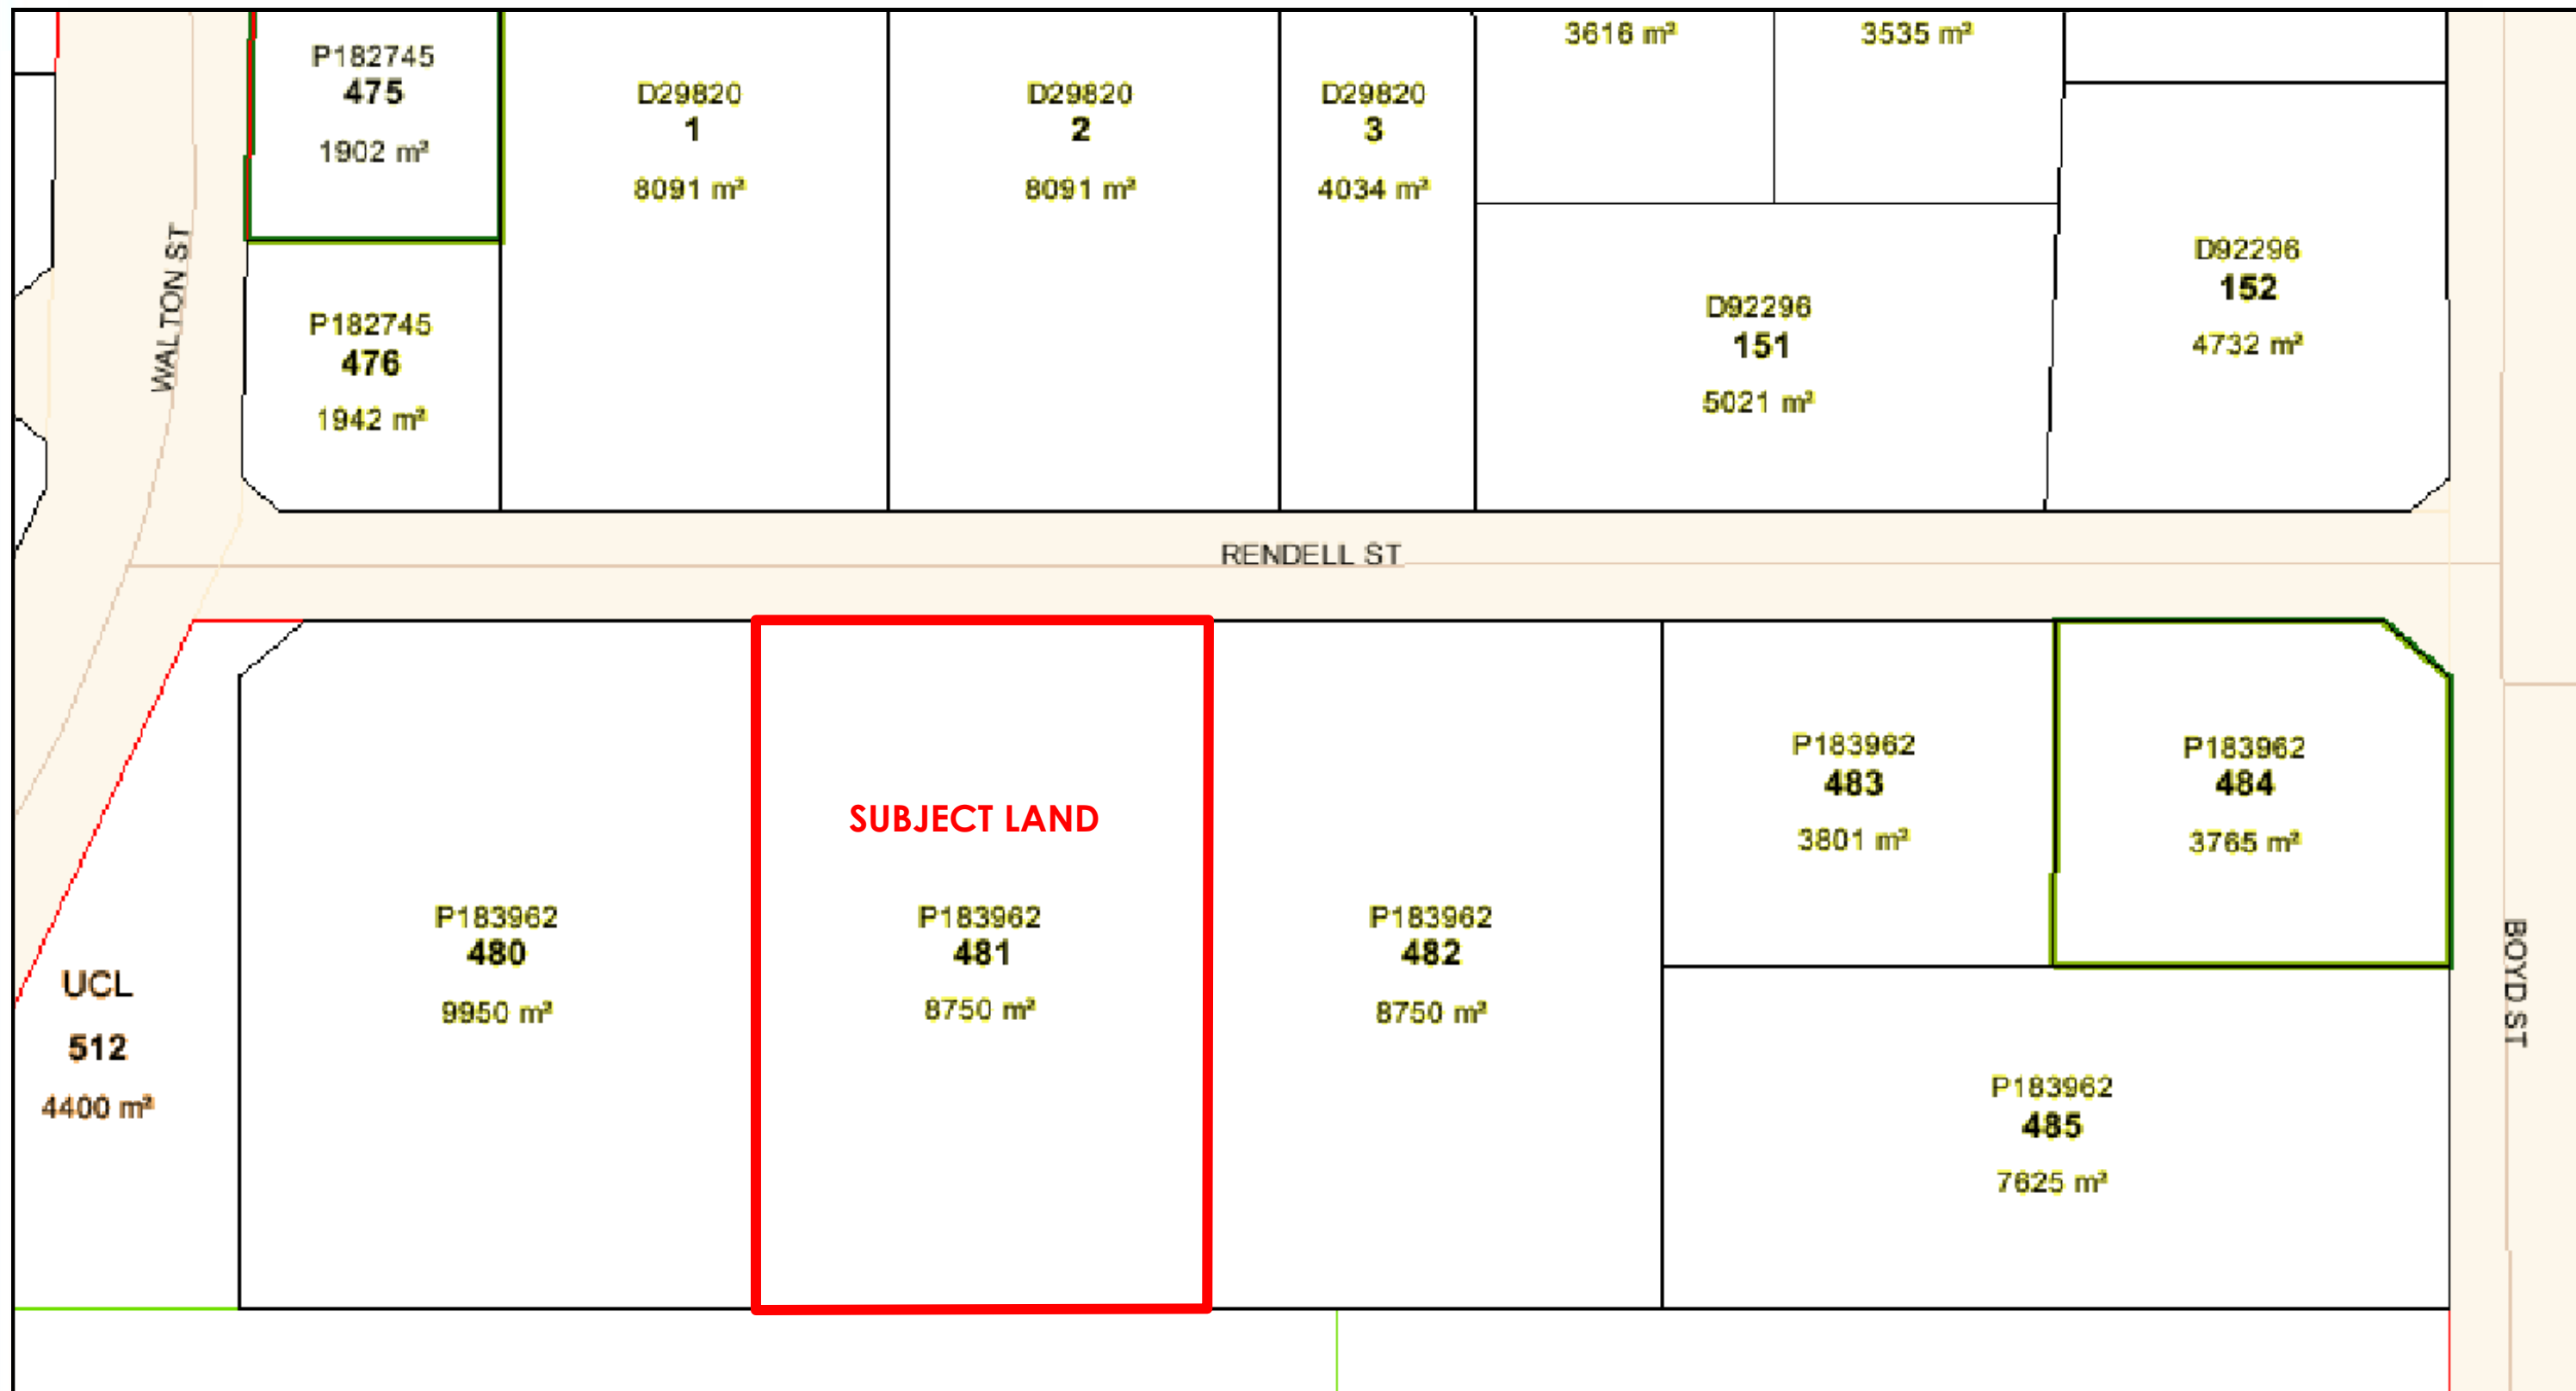 3616 m²
3535 m²
P182745
475
1902 m²
D29820
1
8091 m²
D29820
2
8091 m²
D29820
3
4034 m²
WALTON ST
P182745
476
1942 m²
D92296
151
5021 m²
D92296
152
4732 m²
RENDELL ST
SUBJECT LAND
P183962
480
9950 m²
P183962
481
8750 m²
P183962
482
8750 m²
P183962
483
3801 m²
P183962
484
3765 m²
BOYD ST
UCL
512
4400 m²
P183962
485
7625 m²